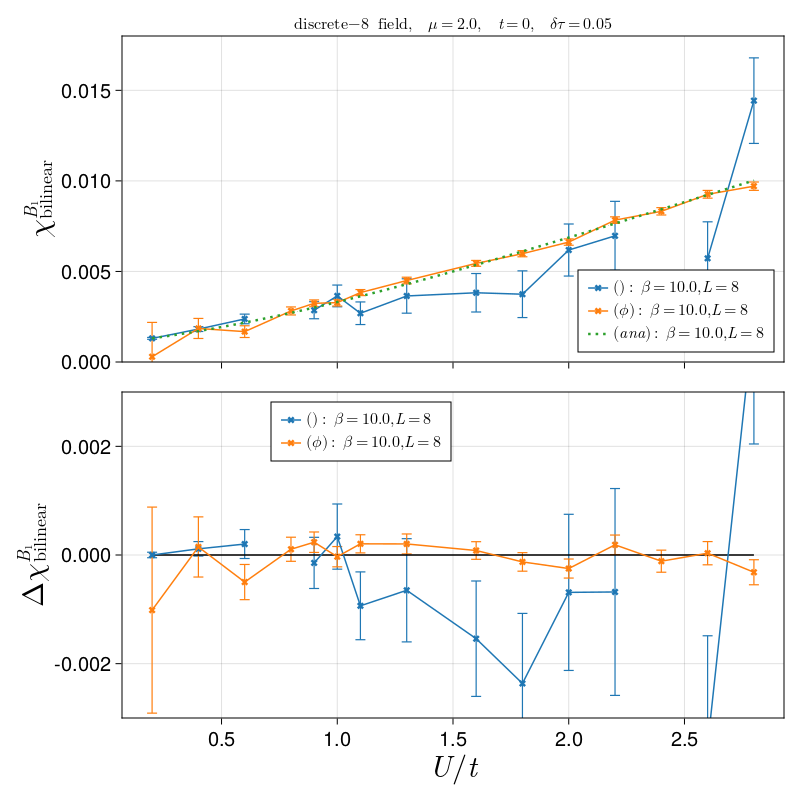 discrete−8 field, μ = 2.0, t = 0, δτ = 0.05
χ^{B_1}_{bilinear}
0.015
0.010
0.005
0.000
() : β = 10.0, L = 8
(ϕ) : β = 10.0, L = 8
(ana) : β = 10.0, L = 8
Δχ^{B_1}_{bilinear}
0.002
0.000
-0.002
() : β = 10.0, L = 8
(ϕ) : β = 10.0, L = 8
0.5 1.0 1.5 2.0 2.5
U/t